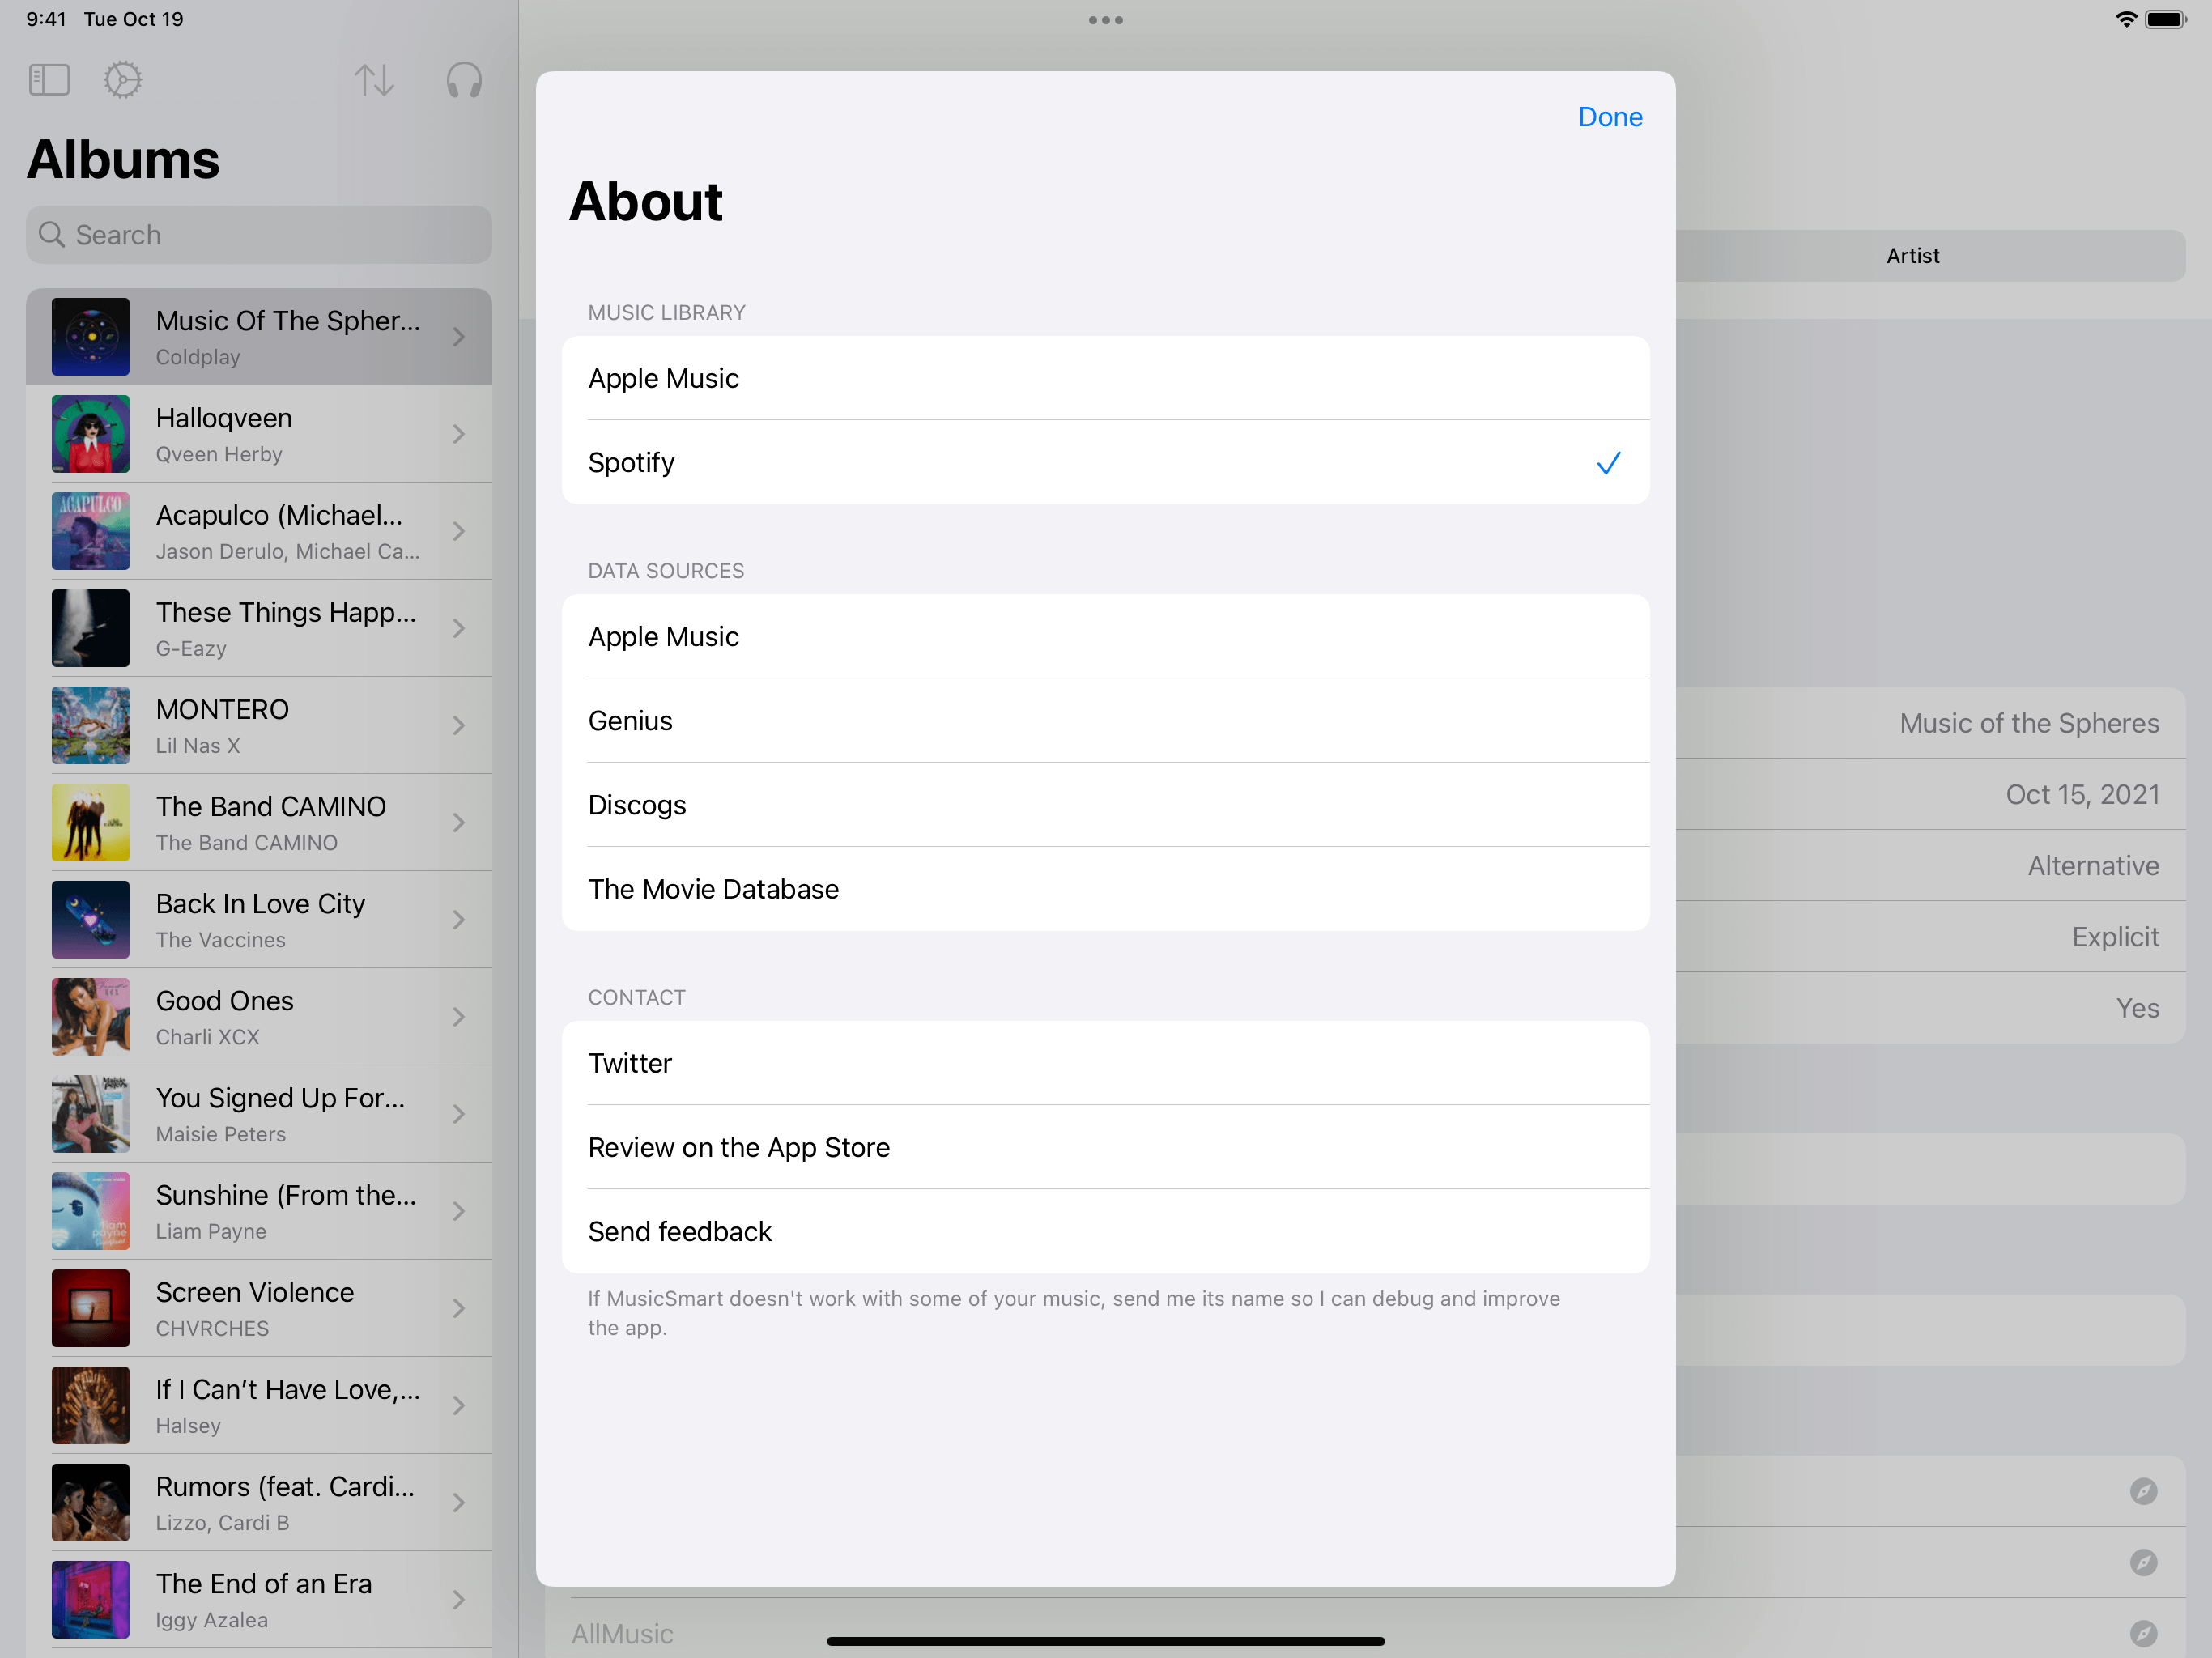 9:41 Tue Oct 19
Albums
Search
Music Of The Spher...
Coldplay
Halloqveen
Qveen Herby
ACAPULCO
Acapulco (Michael...
Jason Derulo, Michael Ca...
These Things Happ...
G-Eazy
MONTERO
Lil Nas X
The Band CAMINO
The Band CAMINO
Back In Love City
The Vaccines
Good Ones
Charli XCX
Maisie Peters
You Signed Up For...
Maisie Peters
liam payne
Sunshine (From the...
Liam Payne
Screen Violence
CHVRCHES
If I Can’t Have Love,...
Halsey
Rumors (feat. Cardi...
Lizzo, Cardi B
The End of an Era
Iggy Azalea
Done
About
MUSIC LIBRARY
Apple Music
Spotify
DATA SOURCES
Apple Music
Genius
Discogs
The Movie Database
CONTACT
Twitter
Review on the App Store
Send feedback
If MusicSmart doesn't work with some of your music, send me its name so I can debug and improve
the app.
Artist
Music of the Spheres
Oct 15, 2021
Alternative
Explicit
Yes
AllMusic